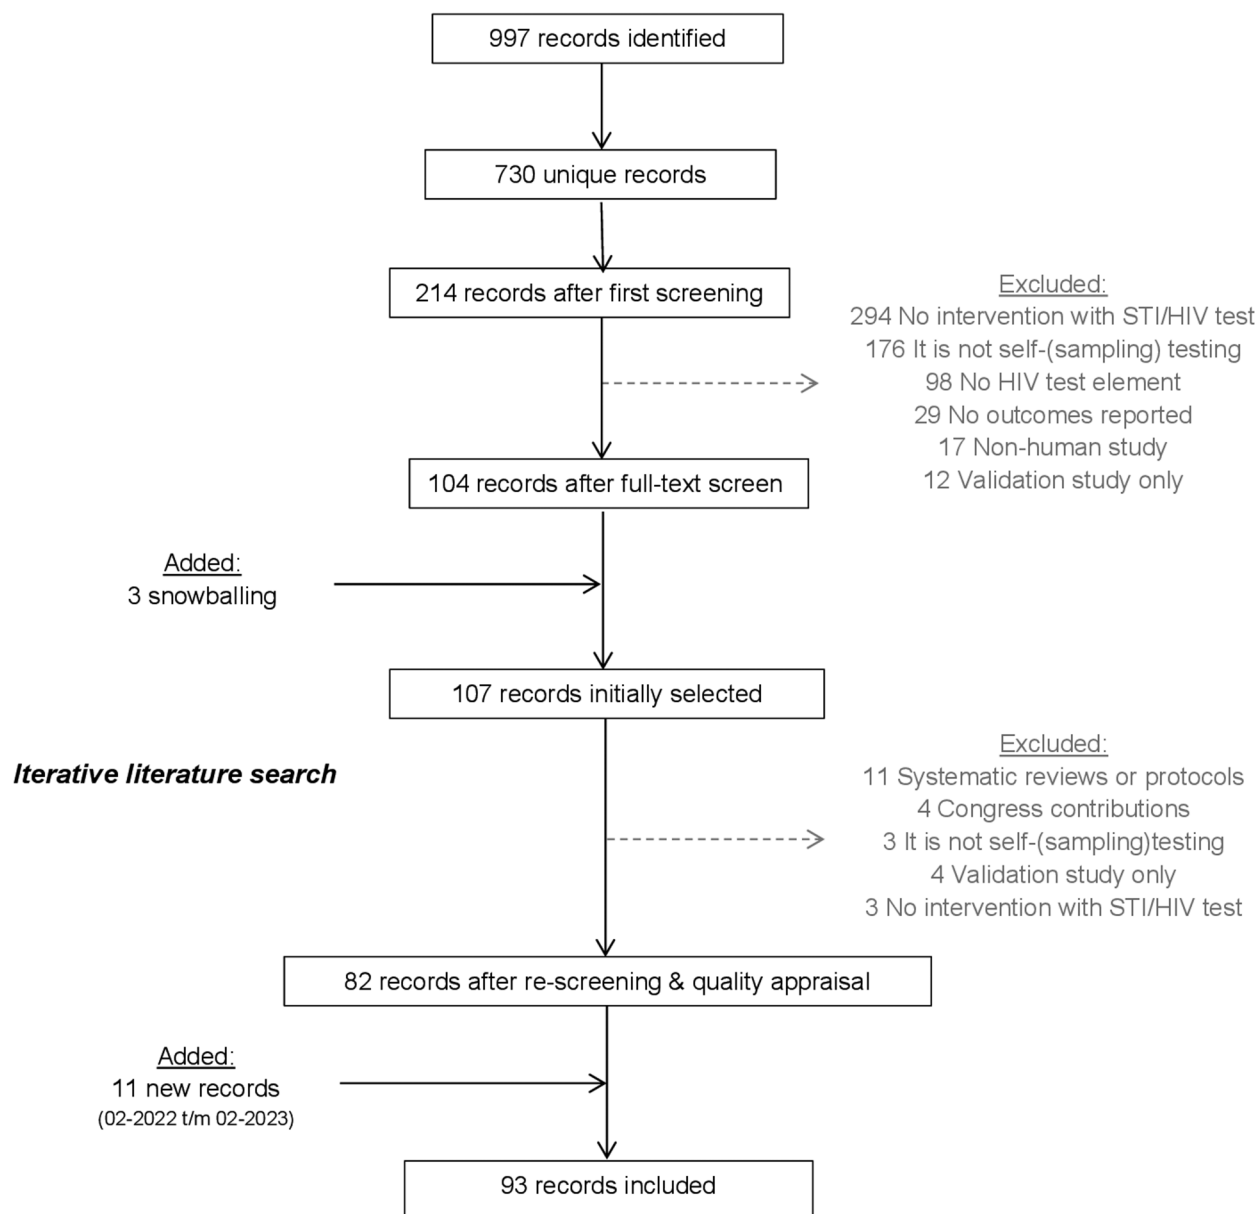 997 records identified
730 unique records
214 records after first screening
Excluded:
294 No intervention with STI/HIV test
176 It is not self-(sampling) testing
98 No HIV test element
29 No outcomes reported
17 Non-human study
12 Validation study only
104 records after full-text screen
Added:
3 snowballing
107 records initially selected
Iterative literature search
Excluded:
11 Systematic reviews or protocols
4 Congress contributions
3 It is not self-(sampling)testing
4 Validation study only
3 No intervention with STI/HIV test
82 records after re-screening & quality appraisal
Added:
11 new records
(02-2022 t/m 02-2023)
93 records included